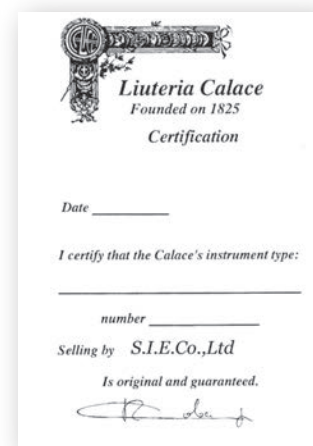 Liuteria Calace
Founded on 1825
Certification
Date
I certify that the Calace's instrument type:
number
Selling by S.I.E.Co.,Ltd
Is original and guaranteed.